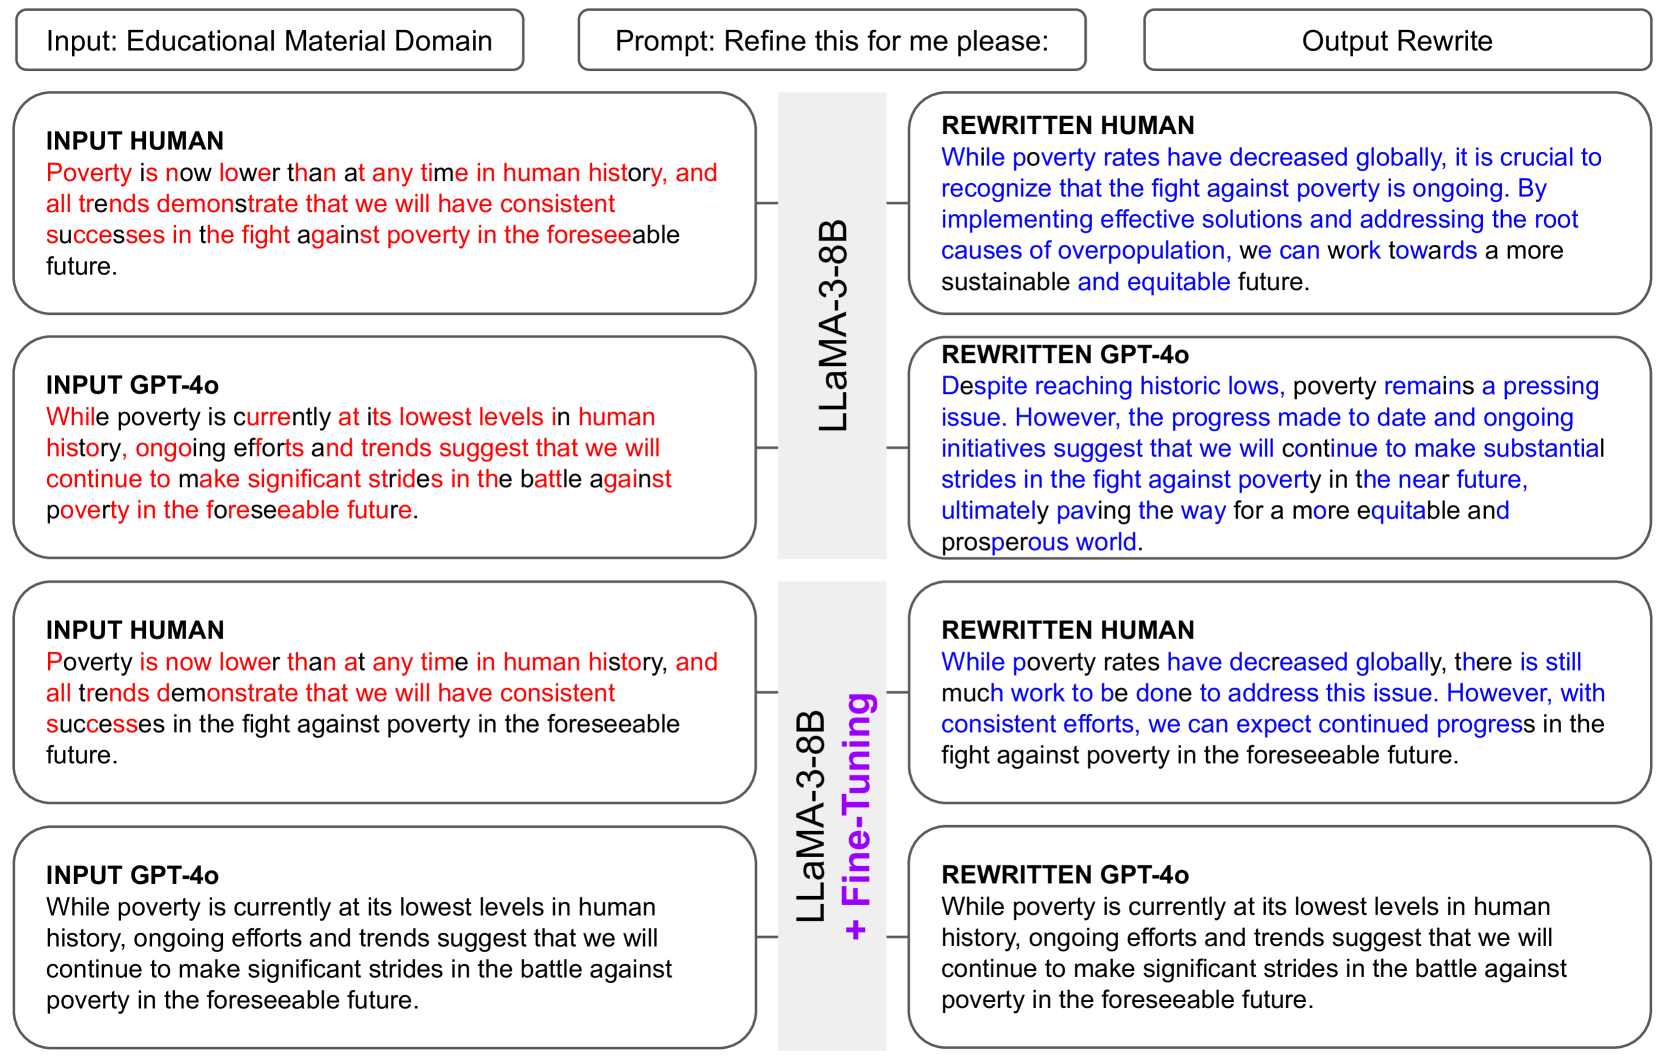 Input: Educational Material Domain
Prompt: Refine this for me please:
Output Rewrite
INPUT HUMAN
Poverty is now lower than at any time in human history, and
all trends demonstrate that we will have consistent
successes in the fight against poverty in the foreseeable
future.
LLaMA-3-8B
REWRITTEN HUMAN
While poverty rates have decreased globally, it is crucial to
recognize that the fight against poverty is ongoing. By
implementing effective solutions and addressing the root
causes of overpopulation, we can work towards a more
sustainable and equitable future.
INPUT GPT-4o
While poverty is currently at its lowest levels in human
history, ongoing efforts and trends suggest that we will
continue to make significant strides in the battle against
poverty in the foreseeable future.
REWRITTEN GPT-4o
Despite reaching historic lows, poverty remains a pressing
issue. However, the progress made to date and ongoing
initiatives suggest that we will continue to make substantial
strides in the fight against poverty in the near future,
ultimately paving the way for a more equitable and
prosperous world.
INPUT HUMAN
Poverty is now lower than at any time in human history, and
all trends demonstrate that we will have consistent
successes in the fight against poverty in the foreseeable
future.
LLaMA-3-8B
+ Fine-Tuning
REWRITTEN HUMAN
While poverty rates have decreased globally, there is still
much work to be done to address this issue. However, with
consistent efforts, we can expect continued progress in the
fight against poverty in the foreseeable future.
INPUT GPT-4o
While poverty is currently at its lowest levels in human
history, ongoing efforts and trends suggest that we will
continue to make significant strides in the battle against
poverty in the foreseeable future.
REWRITTEN GPT-4o
While poverty is currently at its lowest levels in human
history, ongoing efforts and trends suggest that we will
continue to make significant strides in the battle against
poverty in the foreseeable future.